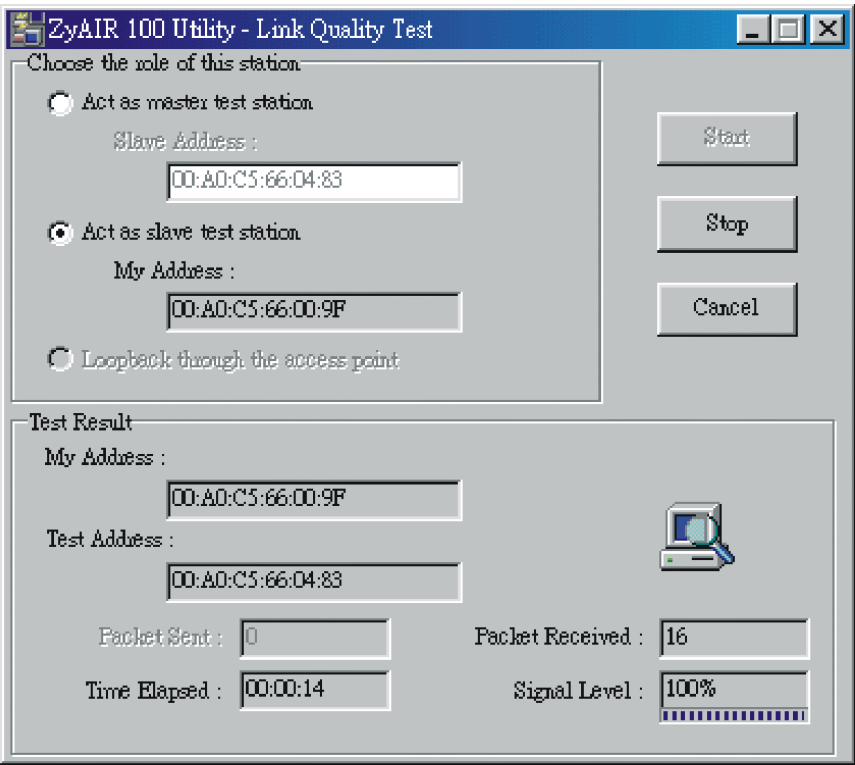 ZyAIR 100 Utility - Link Quality Test
Choose the role of this station
Act as master test station
Slave Address :
00:A0:C5:66:04:83
Act as slave test station
My Address :
00:A0:C5:66:00:9F
Loopback through the access point
Start
Stop
Cancel
Test Result
My Address :
00:A0:C5:66:00:9F
Test Address :
00:A0:C5:66:04:83
Packet Sent : 0
Packet Received : 16
Time Elapsed : 00:00:14
Signal Level : 100%